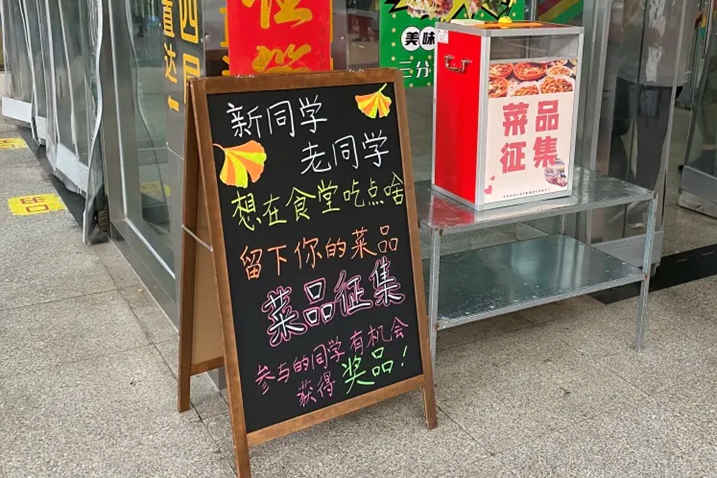 新同学
老同学
想在食堂吃点啥
留下你的菜品
菜品征集
参与的同学有机会
获得奖品！
菜品
征集
美味
直达